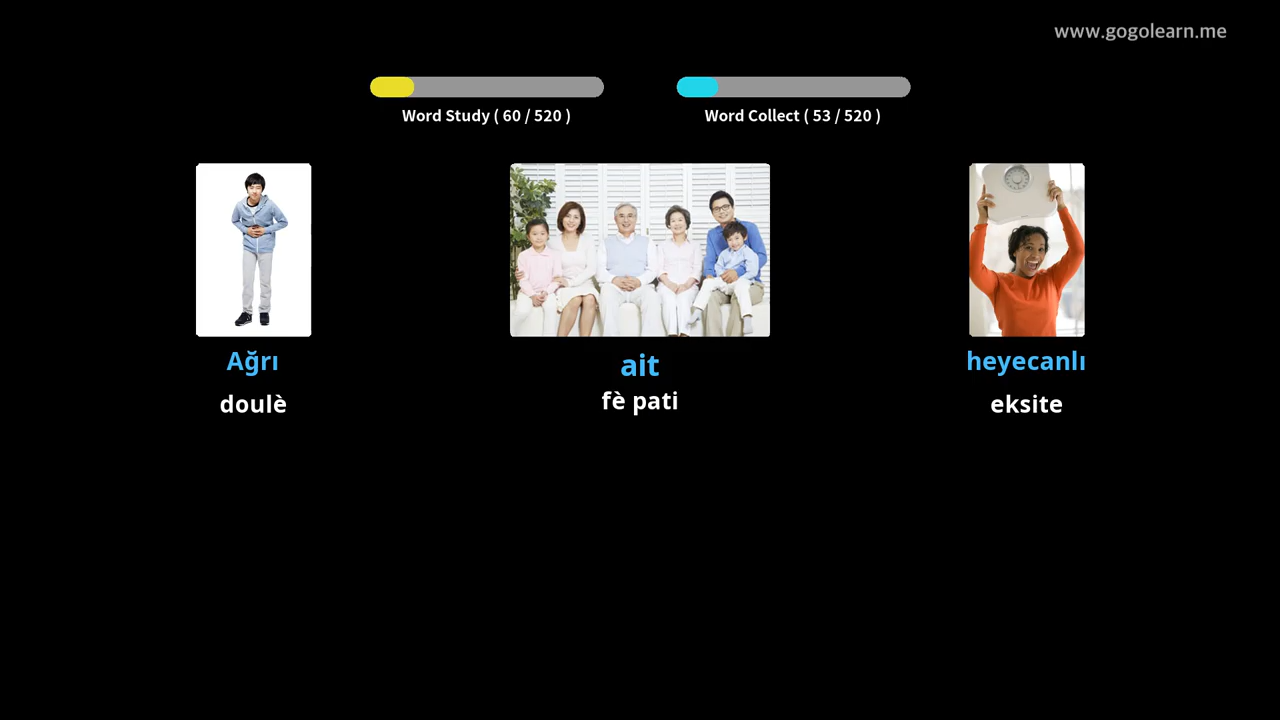 www.gogolearn.me
Word Study ( 60 / 520 )
Word Collect ( 53 / 520 )
Ağrı
doulè
ait
fè pati
heyecanlı
eksite